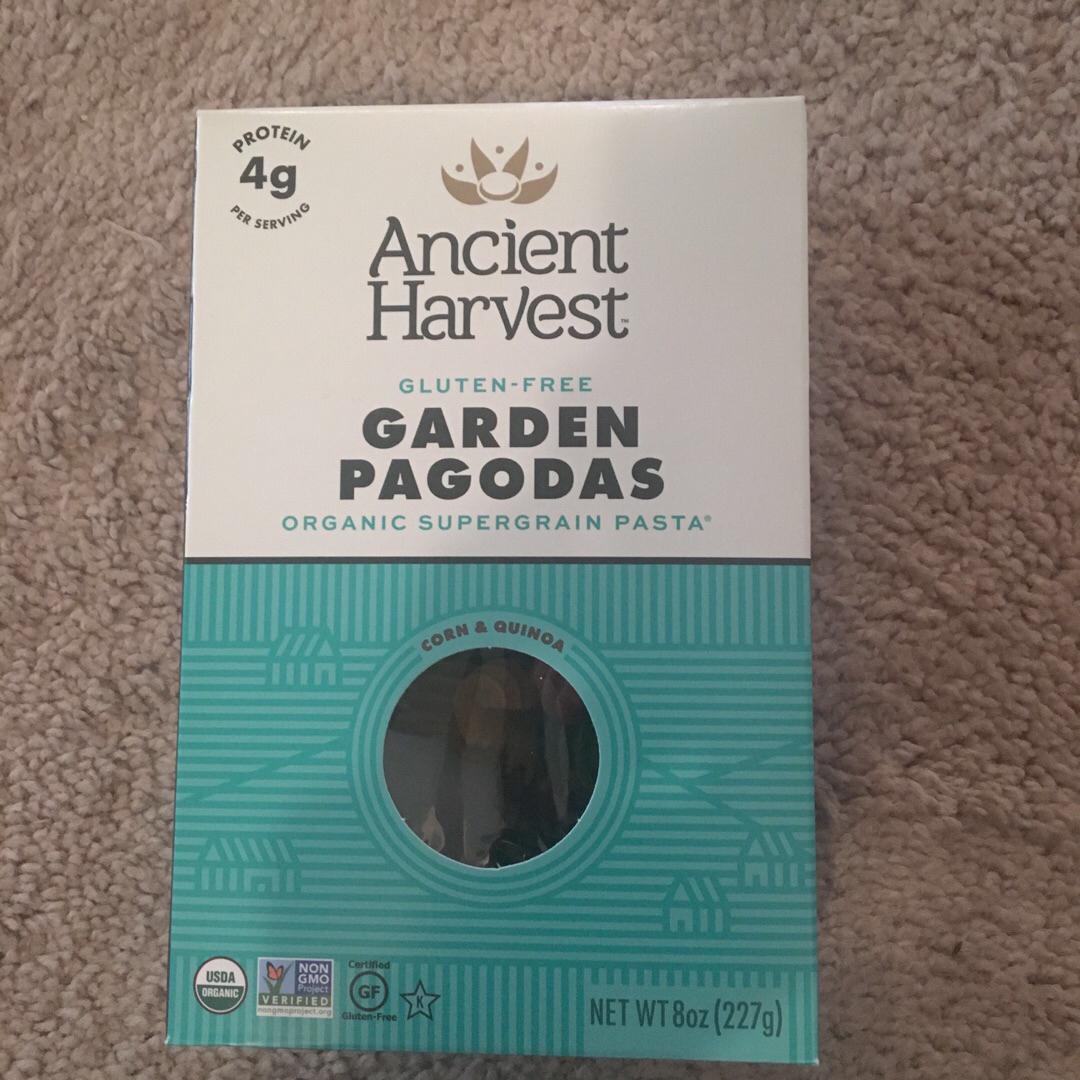 PROTEIN
4g
PER SERVING
Ancient
Harvest™
GLUTEN-FREE
GARDEN
PAGODAS
ORGANIC SUPERGRAIN PASTA®
CORN & QUINOA
USDA
ORGANIC
NON
GMO
Project
VERIFIED
nongmoproject.org
Certified
GF
Gluten-Free
K
NET WT 8oz (227g)